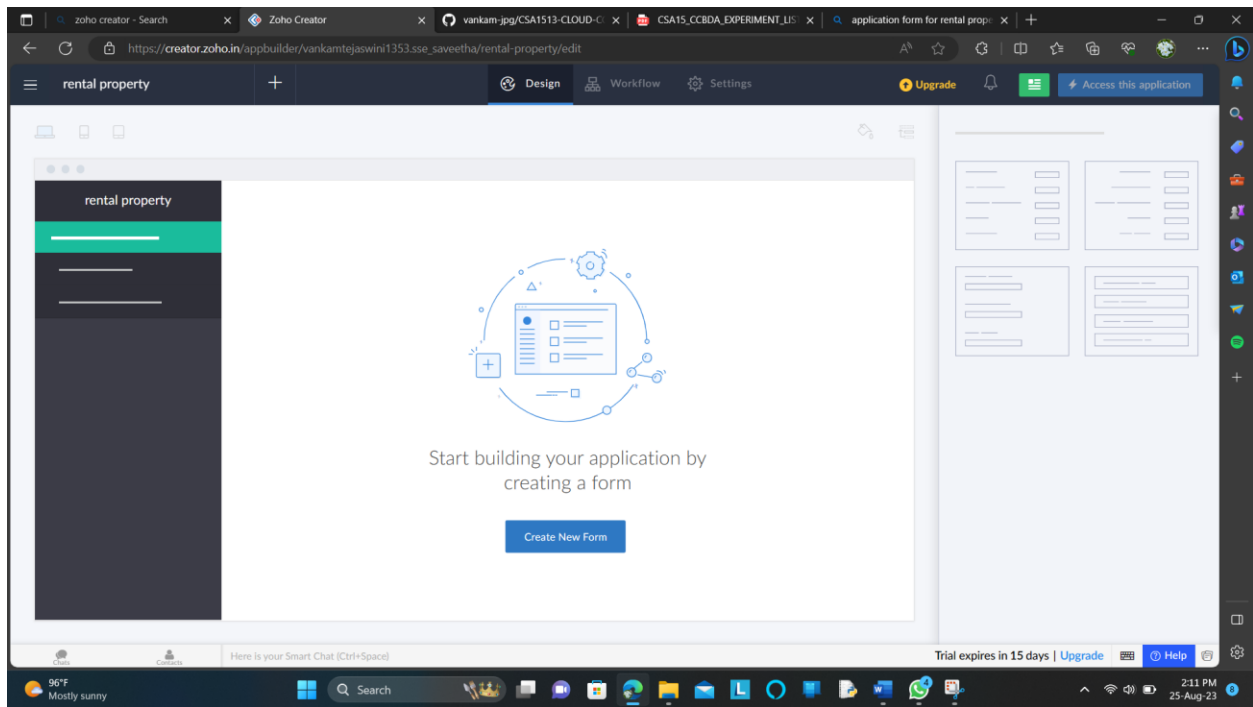 zoho creator - Search
Zoho Creator
vankam-jpg/CSA1513-CLOUD-C
CSA15_CCBDA_EXPERIMENT_LIS
application form for rental prope
https://creator.zoho.in/appbuilder/vankamtejaswini1353.sse_saveetha/rental-property/edit
rental property
Design
Workflow
Settings
Upgrade
Access this application
rental property
Start building your application by
creating a form
Create New Form
Chats
Contacts
Here is your Smart Chat (Ctrl+Space)
Trial expires in 15 days | Upgrade
Help
96°F
Mostly sunny
Search
2:11 PM
25-Aug-23
8